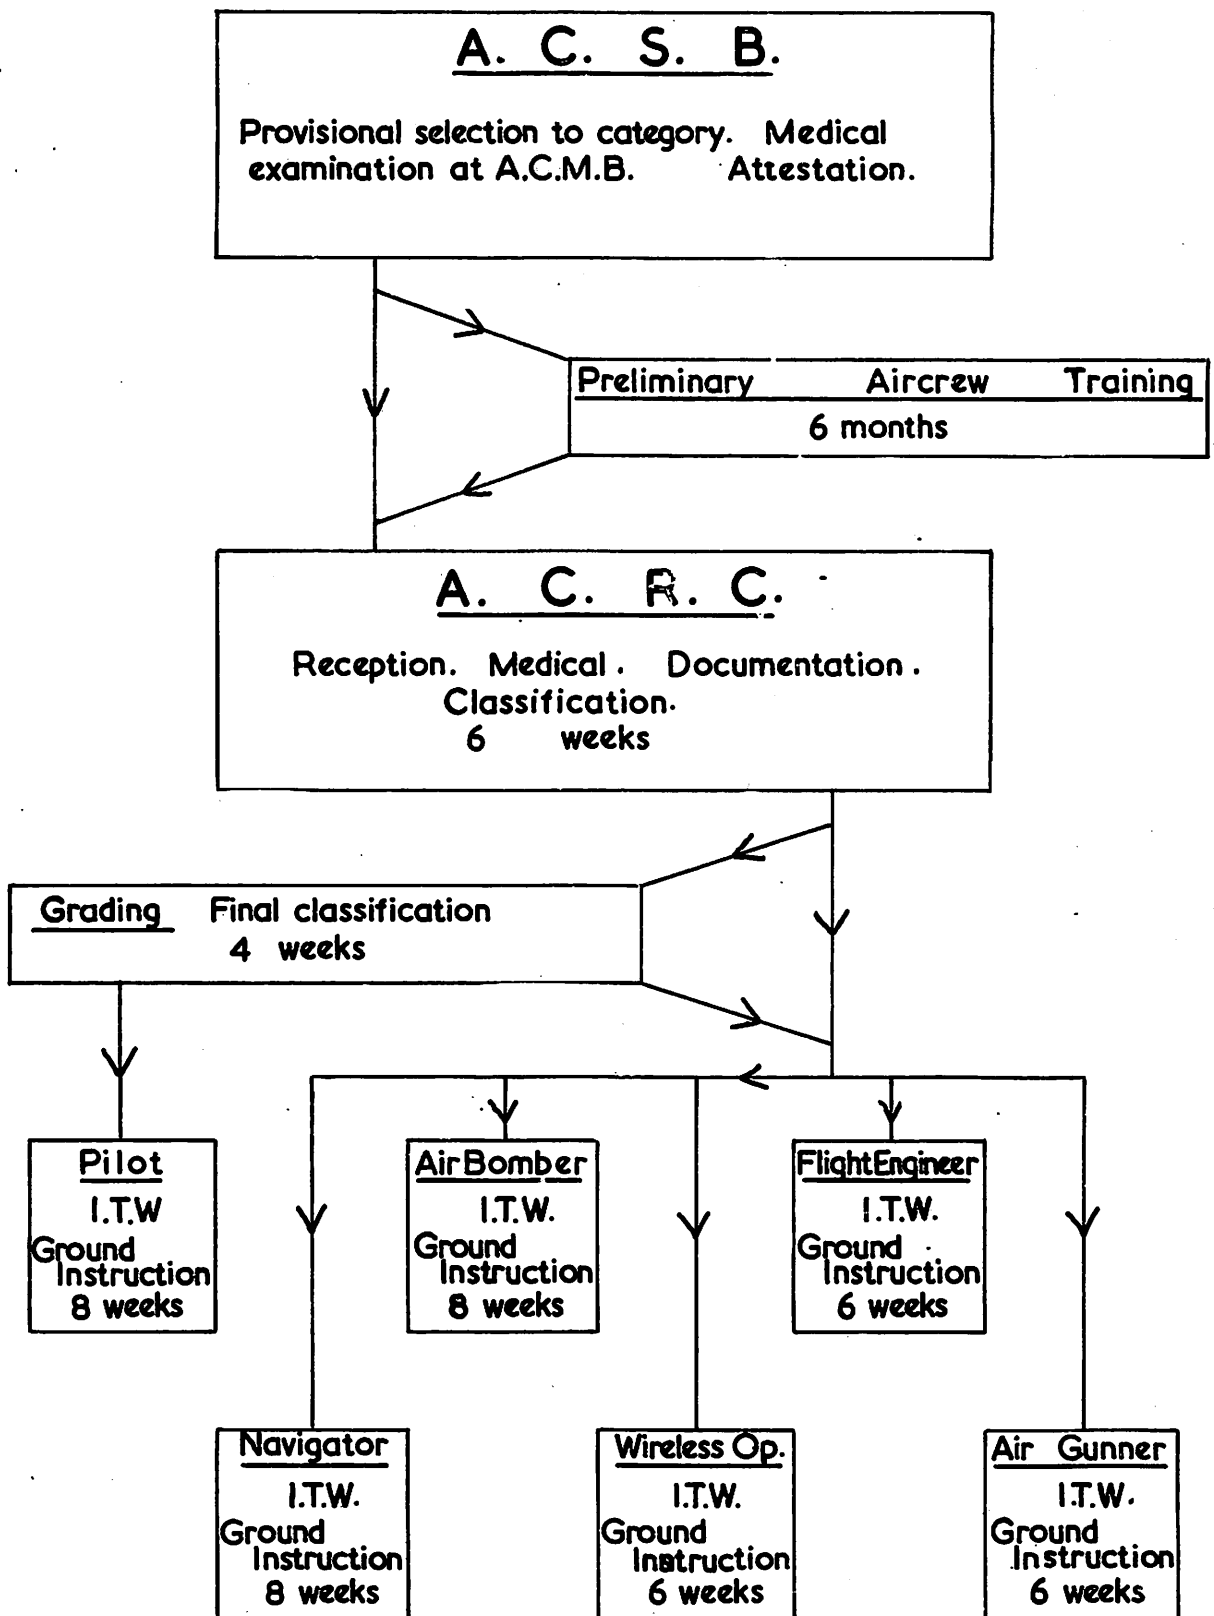 A. C. S. B.
Provisional selection to category. Medical
examination at A.C.M.B. Attestation.
Preliminary Aircrew Training
6 months
A. C. R. C.
Reception. Medical. Documentation.
Classification.
6 weeks
Grading Final classification
4 weeks
Pilot
I.T.W
Ground
Instruction
8 weeks
Air Bomber
I.T.W.
Ground
Instruction
8 weeks
Flight Engineer
I.T.W.
Ground
Instruction
6 weeks
Navigator
I.T.W.
Ground
Instruction
8 weeks
Wireless Op.
I.T.W.
Ground
Instruction
6 weeks
Air Gunner
I.T.W.
Ground
Instruction
6 weeks